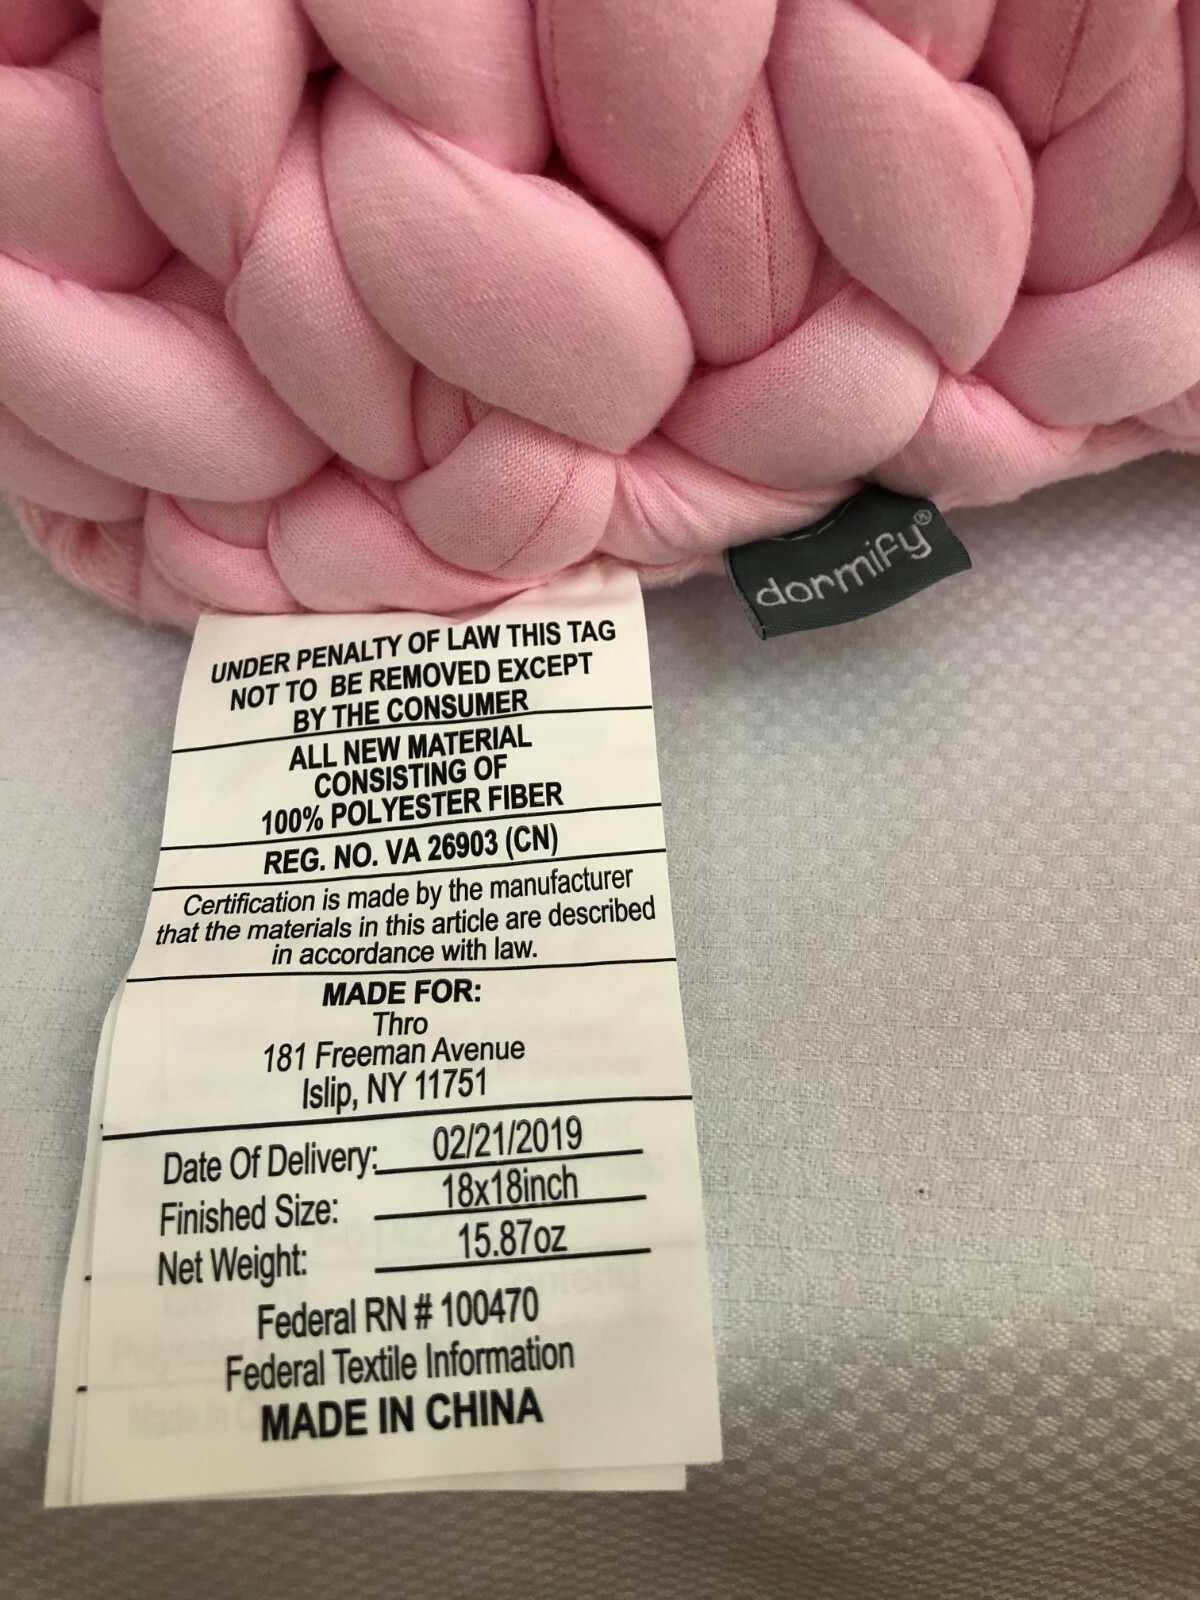 dormify®
UNDER PENALTY OF LAW THIS TAG
NOT TO BE REMOVED EXCEPT
BY THE CONSUMER
ALL NEW MATERIAL
CONSISTING OF
100% POLYESTER FIBER
REG. NO. VA 26903 (CN)
Certification is made by the manufacturer
that the materials in this article are described
in accordance with law.
MADE FOR:
Thro
181 Freeman Avenue
Islip, NY 11751
Date Of Delivery: 02/21/2019
Finished Size: 18x18inch
Net Weight: 15.87oz
Federal RN # 100470
Federal Textile Information
MADE IN CHINA